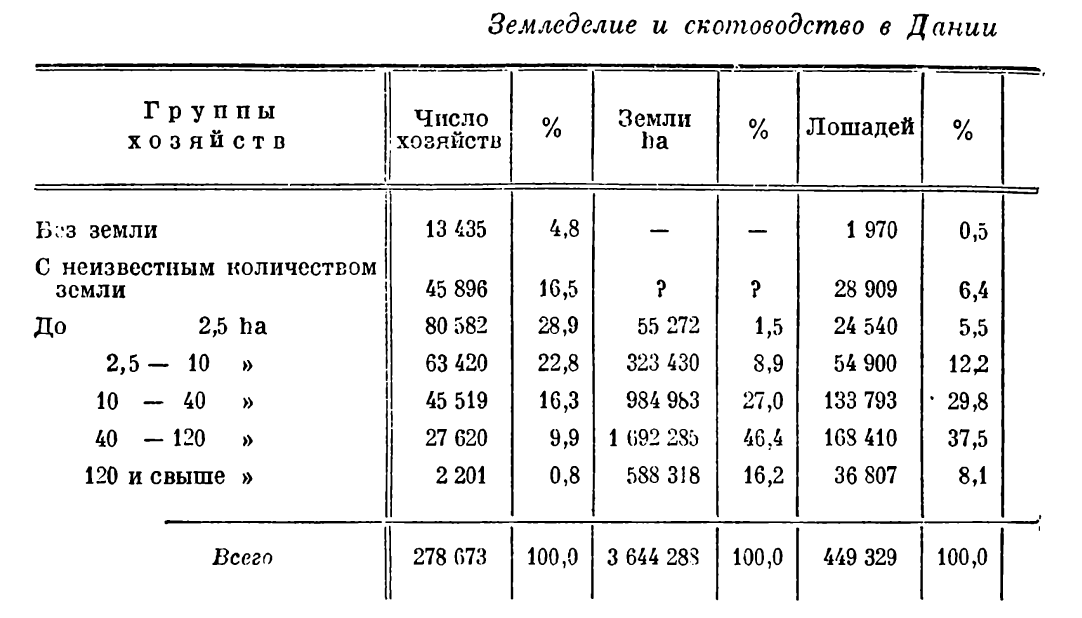 Земледелие и скотоводство в Дании
Группы хозяйств Число хозяйств % Земли ha % Лошадей %
Без земли 13 435 4,8 — — 1 970 0,5
С неизвестным количеством
земли 45 896 16,5 ? ? 28 909 6,4
До 2,5 ha 80 582 28,9 55 272 1,5 24 540 5,5
2,5 — 10 » 63 420 22,8 323 430 8,9 54 900 12,2
10 — 40 » 45 519 16,3 984 983 27,0 133 793 29,8
40 — 120 » 27 620 9,9 1 692 285 46,4 168 410 37,5
120 и свыше » 2 201 0,8 588 318 16,2 36 807 8,1
Всего 278 673 100,0 3 644 288 100,0 449 329 100,0